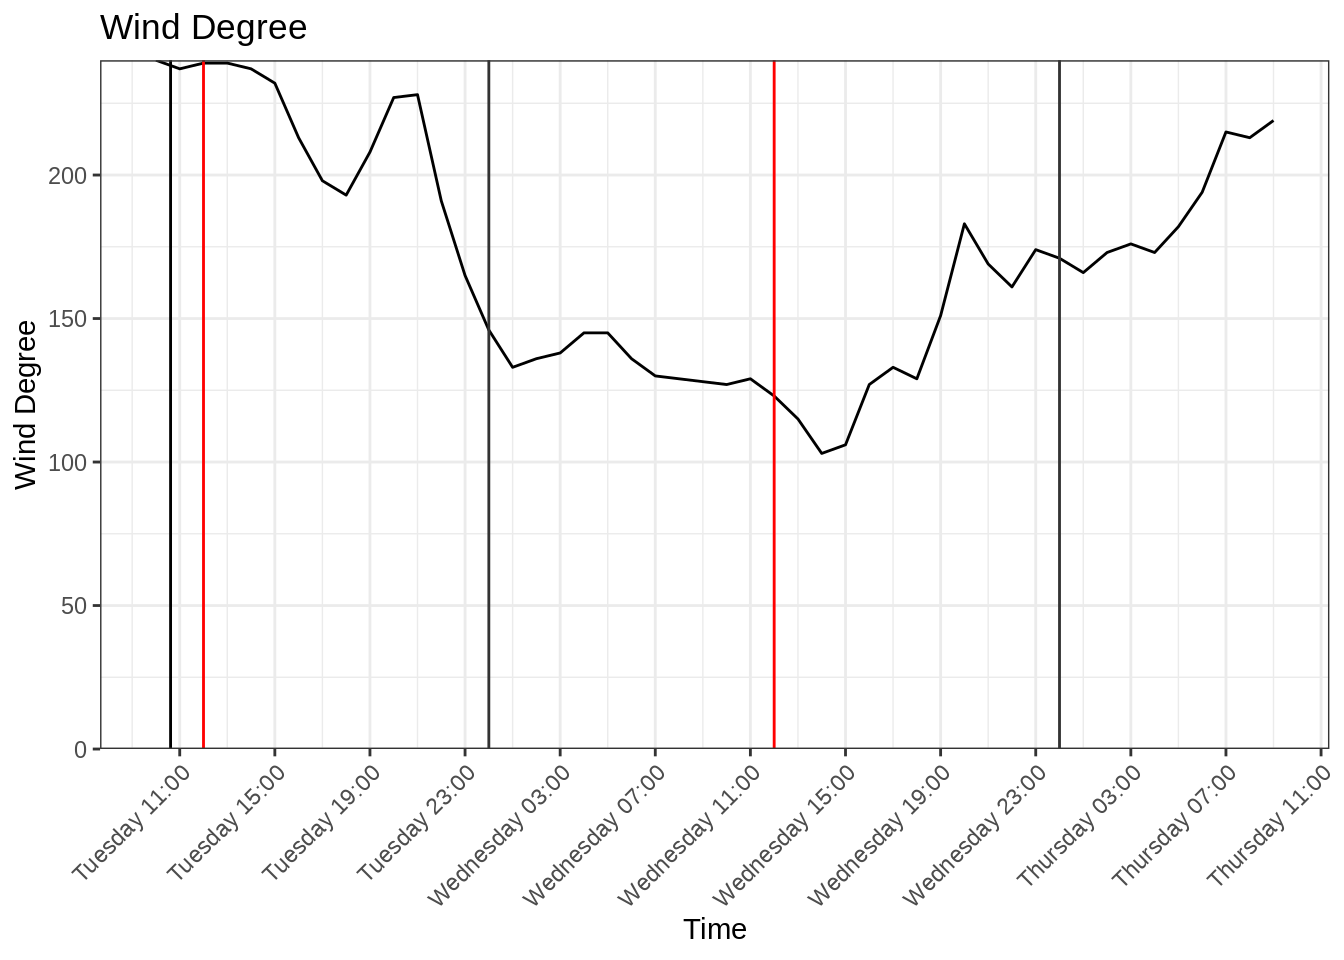 Wind Degree
Wind Degree
200
150
100
50
0
Tuesday 11:00
Tuesday 15:00
Tuesday 19:00
Tuesday 23:00
Wednesday 03:00
Wednesday 07:00
Wednesday 11:00
Wednesday 15:00
Wednesday 19:00
Wednesday 23:00
Thursday 03:00
Thursday 07:00
Thursday 11:00
Time